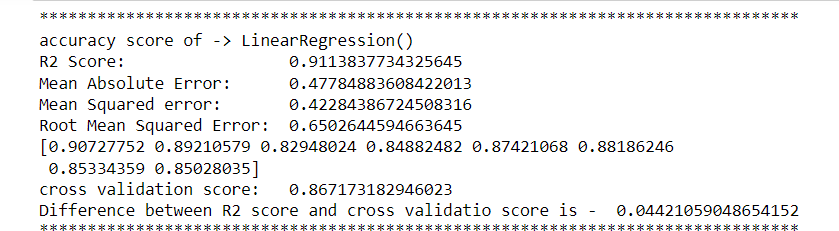 *******************************************************************************
accuracy score of -> LinearRegression()
R2 Score:                 0.9113837734325645
Mean Absolute Error:      0.47784883608422013
Mean Squared error:       0.42284386724508316
Root Mean Squared Error:  0.6502644594663645
[0.90727752 0.89210579 0.82948024 0.84882482 0.87421068 0.88186246
 0.85334359 0.85028035]
cross validation score:   0.867173182946023
Difference between R2 score and cross validatio score is -  0.04421059048654152
*******************************************************************************